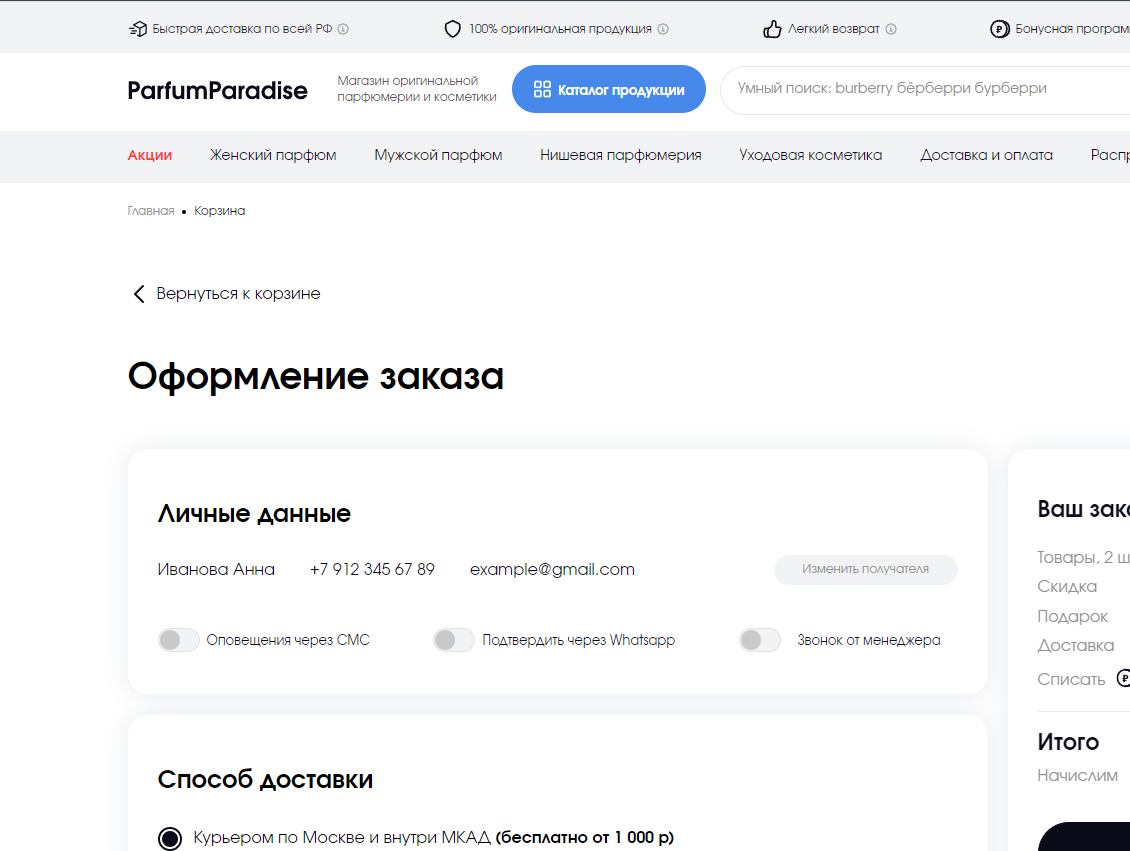 Быстрая доставка по всей РФ
100% оригинальная продукция
Легкий возврат
Бонусная
ParfumParadise
Магазин оригинальной
парфюмерии и косметики
Каталог продукции
Умный поиск: burberry бёрберри бурберри
Акции
Женский парфюм
Мужской парфюм
Нишевая парфюмерия
Уходовая косметика
Доставка и оплата
Главная • Корзина
Вернуться к корзине
Оформление заказа
Личные данные
Иванова Анна
+7 912 345 67 89
example@gmail.com
Изменить получателя
Оповещения через СМС
Подтвердить через Whatsapp
Звонок от менеджера
Способ доставки
Курьером по Москве и внутри МКАД (бесплатно от 1 000 р)
Ваш
Товары, 2
Скидка
Подарок
Доставка
Списать
Итого
Начислим